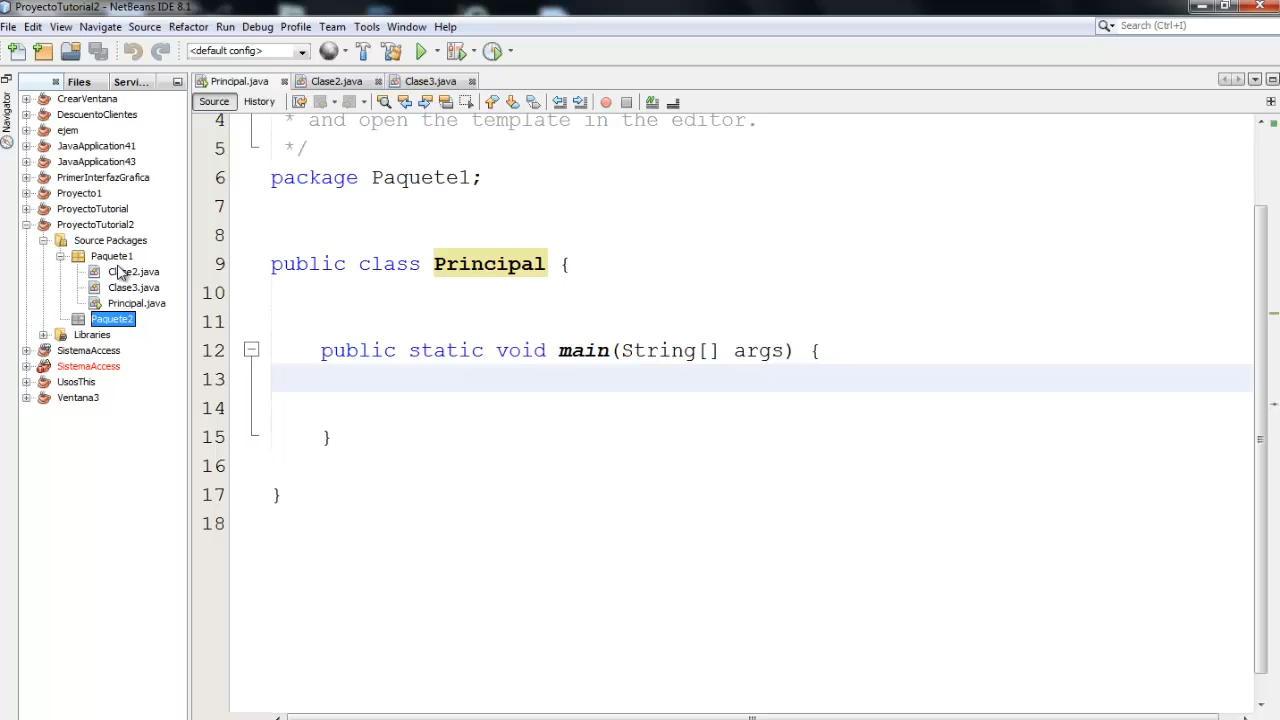 ProyectoTutorial2 - NetBeans IDE 8.1
File Edit View Navigate Source Refactor Run Debug Profile Team Tools Window Help
Search (Ctrl+I)
<default config>
Files Servi...
Principal.java Clase2.java Clase3.java
Navigator
Source History
CrearVentana
DescuentoClientes
ejem
JavaApplication41
JavaApplication43
PrimerInterfazGrafica
Proyecto1
ProyectoTutorial
ProyectoTutorial2
Source Packages
Paquete1
Clase2.java
Clase3.java
Principal.java
Paquete2
Libraries
SistemaAccess
SistemaAccess
UsosThis
Ventana3
4 * and open the template in the editor.
5 */
6 package Paquete1;
7
8
9 public class Principal {
10
11
12 public static void main(String[] args) {
13
14
15 }
16
17 }
18